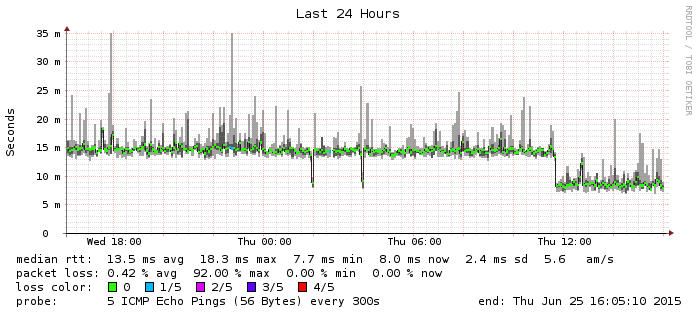 Last 24 Hours
RRDTOOL / TOBI OETIKER
Seconds
35 m
30 m
25 m
20 m
15 m
10 m
5 m
0
Wed 18:00 Thu 00:00 Thu 06:00 Thu 12:00
median rtt: 13.5 ms avg 18.3 ms max 7.7 ms min 8.0 ms now 2.4 ms sd 5.6 am/s
packet loss: 0.42 % avg 92.00 % max 0.00 % min 0.00 % now
loss color: 0 1/5 2/5 3/5 4/5
probe: 5 ICMP Echo Pings (56 Bytes) every 300s end: Thu Jun 25 16:05:10 2015